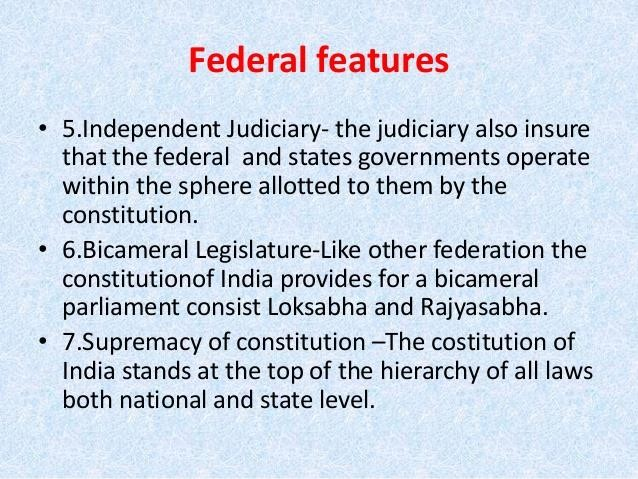 Federal features
• 5.Independent Judiciary- the judiciary also insure
that the federal  and states governments operate
within the sphere allotted to them by the
constitution.
• 6.Bicameral Legislature-Like other federation the
constitutionof India provides for a bicameral
parliament consist Loksabha and Rajyasabha.
• 7.Supremacy of constitution –The costitution of
India stands at the top of the hierarchy of all laws
both national and state level.